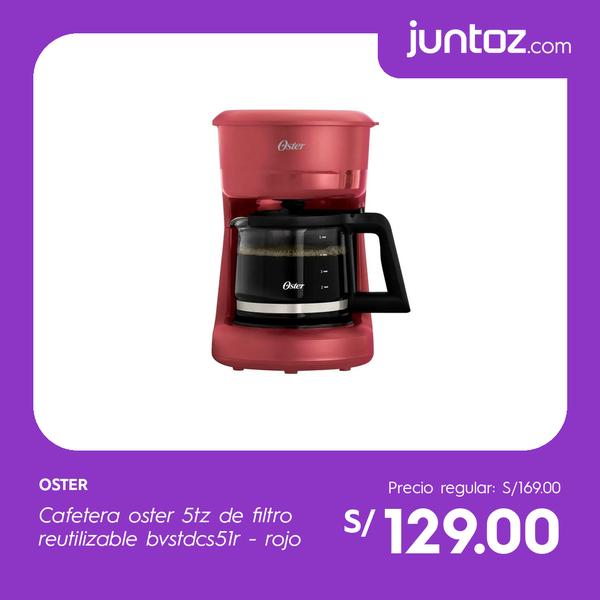 juntoz.com
Oster
Oster
OSTER
Cafetera oster 5tz de filtro
reutilizable bvstdcs51r - rojo
Precio regular: S/169.00
S/ 129.00